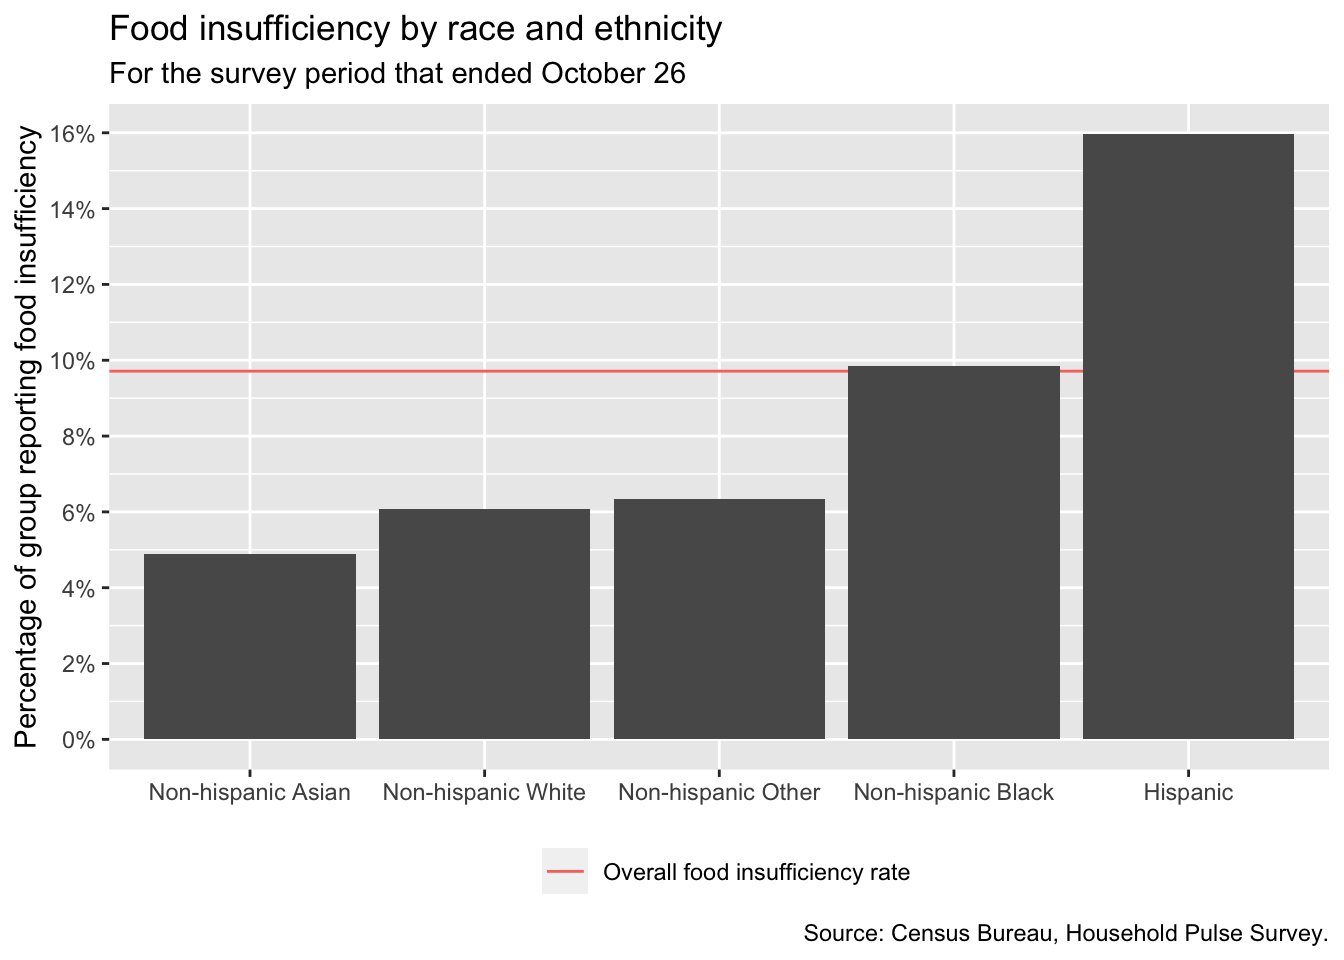 Food insufficiency by race and ethnicity
For the survey period that ended October 26
Percentage of group reporting food insufficiency
16%
14%
12%
10%
8%
6%
4%
2%
0%
Non-hispanic Asian Non-hispanic White Non-hispanic Other Non-hispanic Black Hispanic
Overall food insufficiency rate
Source: Census Bureau, Household Pulse Survey.